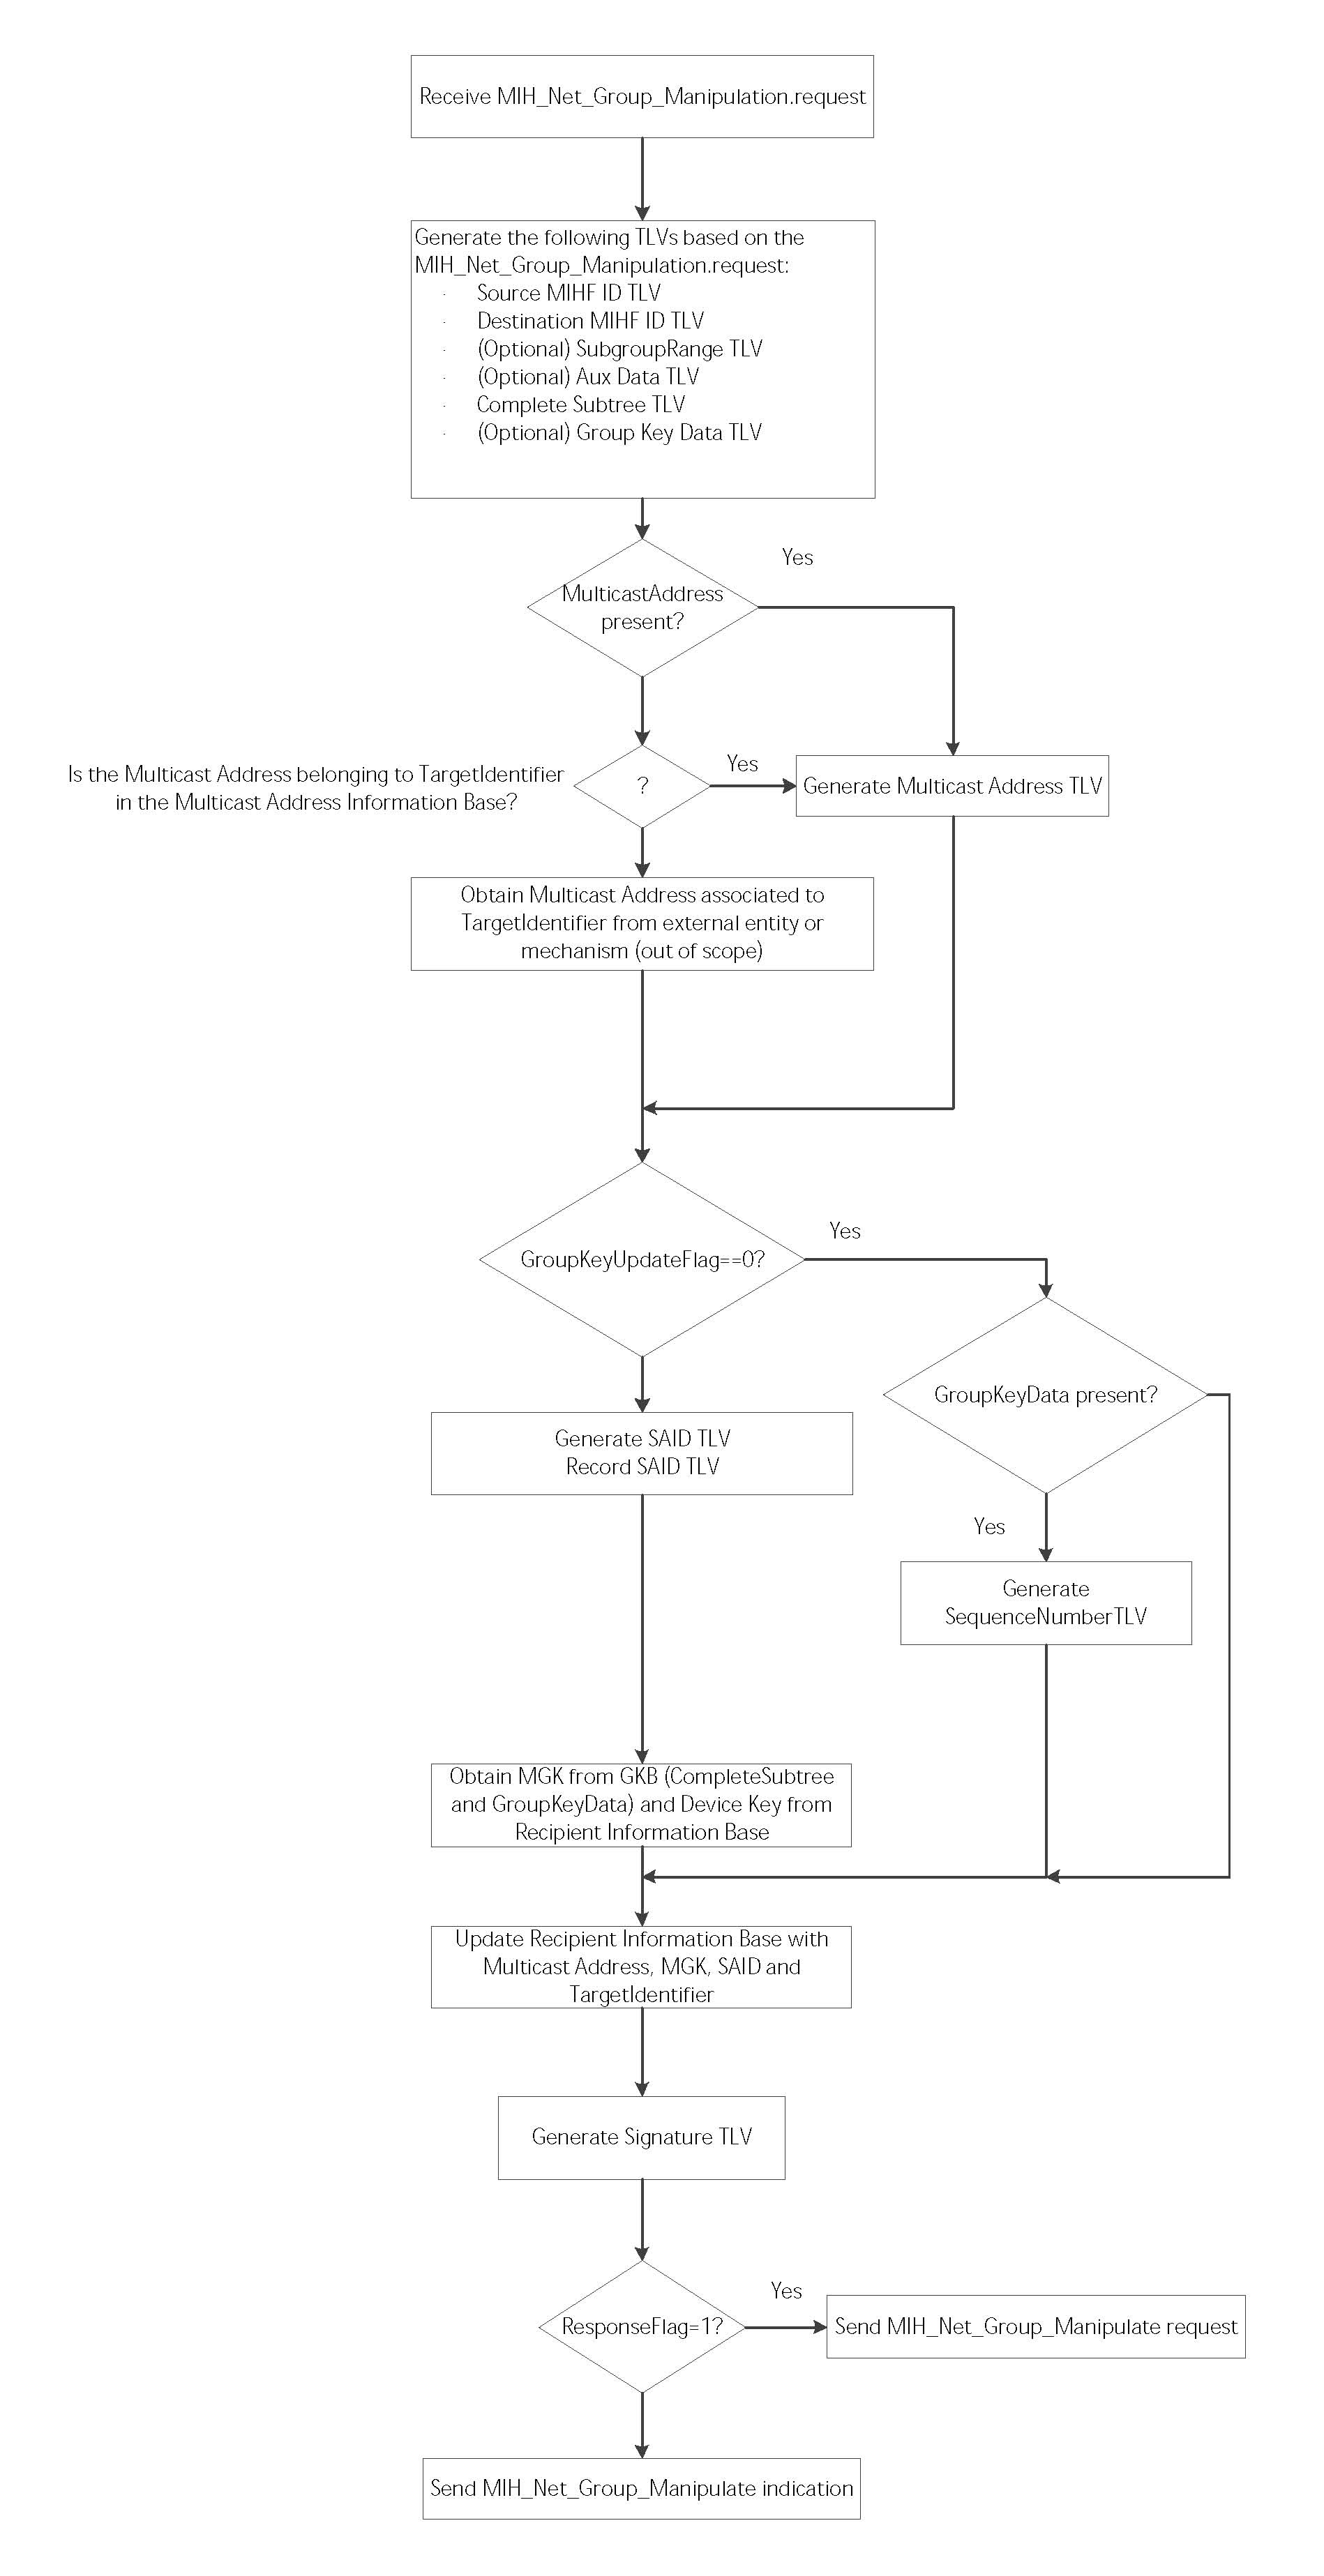 Receive MIH_Net_Group_Manipulation.request
Generate the following TLVs based on the
MIH_Net_Group_Manipulation.request:
· Source MIHF ID TLV
· Destination MIHF ID TLV
· (Optional) SubgroupRange TLV
· (Optional) Aux Data TLV
· Complete Subtree TLV
· (Optional) Group Key Data TLV
Yes
MulticastAddress
present?
Is the Multicast Address belonging to TargetIdentifier
in the Multicast Address Information Base?
?
Yes
Generate Multicast Address TLV
Obtain Multicast Address associated to
TargetIdentifier from external entity or
mechanism (out of scope)
GroupKeyUpdateFlag==0?
Yes
GroupKeyData present?
Generate SAID TLV
Record SAID TLV
Yes
Generate
SequenceNumberTLV
Obtain MGK from GKB (CompleteSubtree
and GroupKeyData) and Device Key from
Recipient Information Base
Update Recipient Information Base with
Multicast Address, MGK, SAID and
TargetIdentifier
Generate Signature TLV
ResponseFlag=1?
Yes
Send MIH_Net_Group_Manipulate request
Send MIH_Net_Group_Manipulate indication